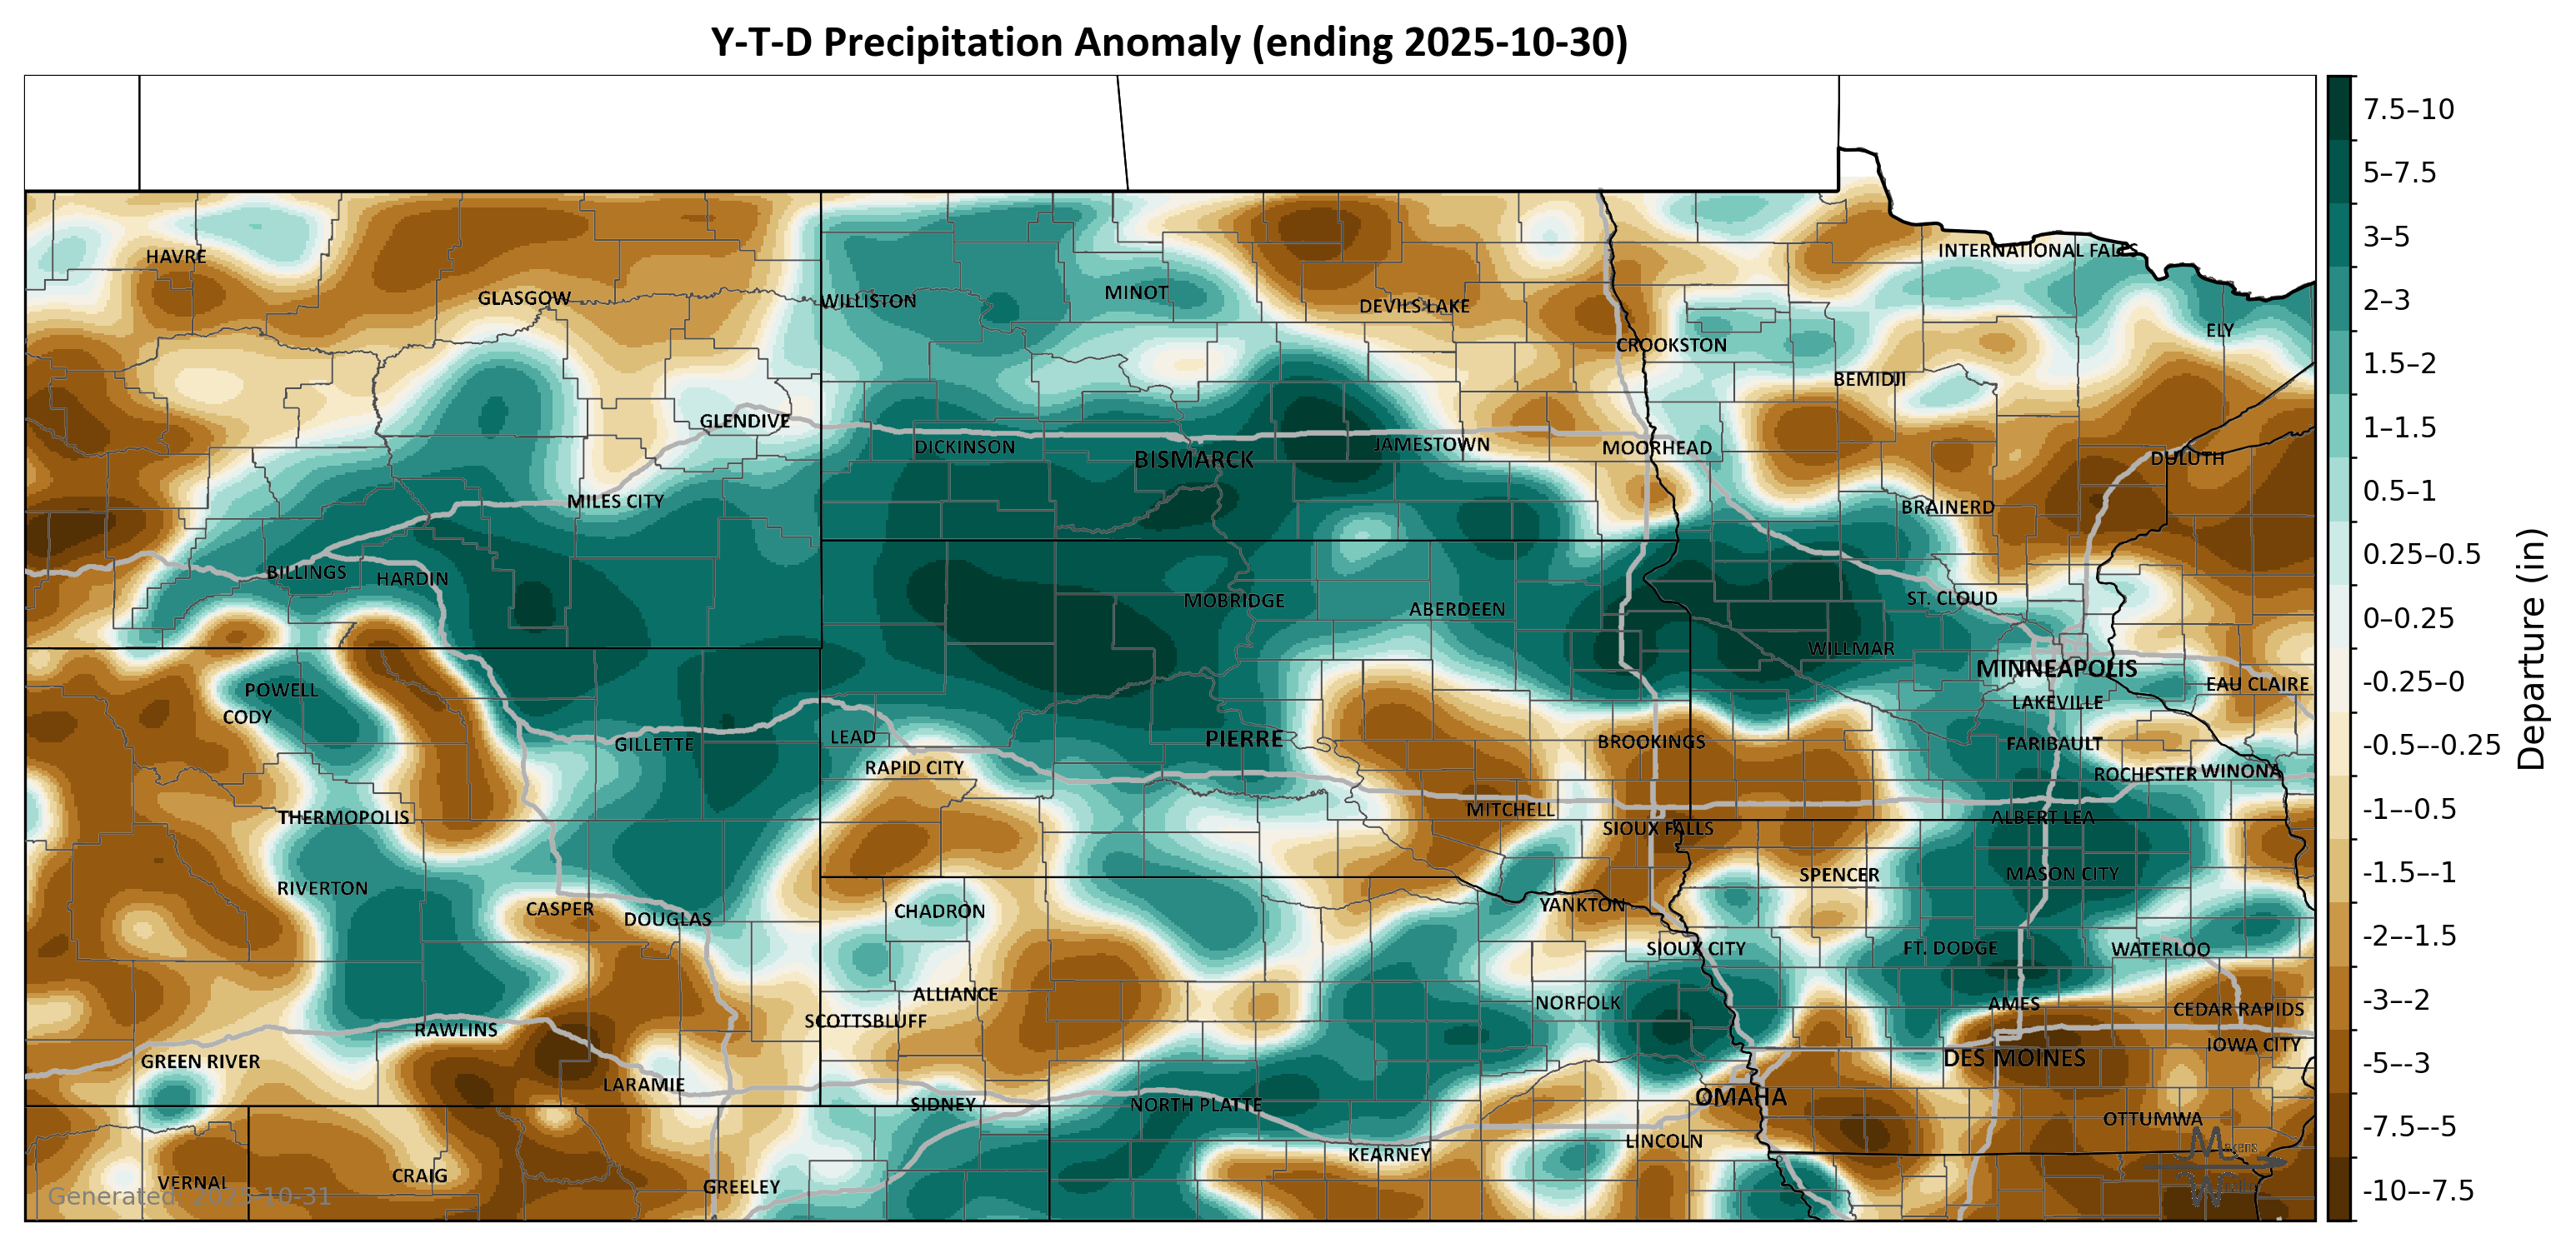 Y-T-D Precipitation Anomaly (ending 2025-10-30)
HAVRE
GLASGOW
WILLISTON
MINOT
DEVILS LAKE
CROOKSTON
INTERNATIONAL FALLS
ELY
BEMIDJI
GLENDIVE
DICKINSON
BISMARCK
JAMESTOWN
MOORHEAD
DULUTH
MILES CITY
BRAINERD
BILLINGS
HARDIN
MOBRIDGE
ABERDEEN
ST. CLOUD
WILLMAR
MINNEAPOLIS
EAU CLAIRE
POWELL
CODY
LAKEVILLE
GILLETTE
LEAD
PIERRE
BROOKINGS
FARIBAULT
RAPID CITY
ROCHESTER
WINONA
THERMOPOLIS
MITCHELL
SIOUX FALLS
ALBERT LEA
RIVERTON
SPENCER
MASON CITY
CASPER
DOUGLAS
CHADRON
YANKTON
SIOUX CITY
FT. DODGE
WATERLOO
ALLIANCE
NORFOLK
AMES
CEDAR RAPIDS
SCOTTSBLUFF
RAWLINS
IOWA CITY
GREEN RIVER
DES MOINES
LARAMIE
SIDNEY
NORTH PLATTE
OMAHA
OTTUMWA
LINCOLN
KEARNEY
VERNAL
CRAIG
GREELEY
Generated: 2025-10-31
7.5–10
5–7.5
3–5
2–3
1.5–2
1–1.5
0.5–1
0.25–0.5
0–0.25
-0.25–0
-0.5–-0.25
-1–-0.5
-1.5–-1
-2–-1.5
-3–-2
-5–-3
-7.5–-5
-10–-7.5
Departure (in)